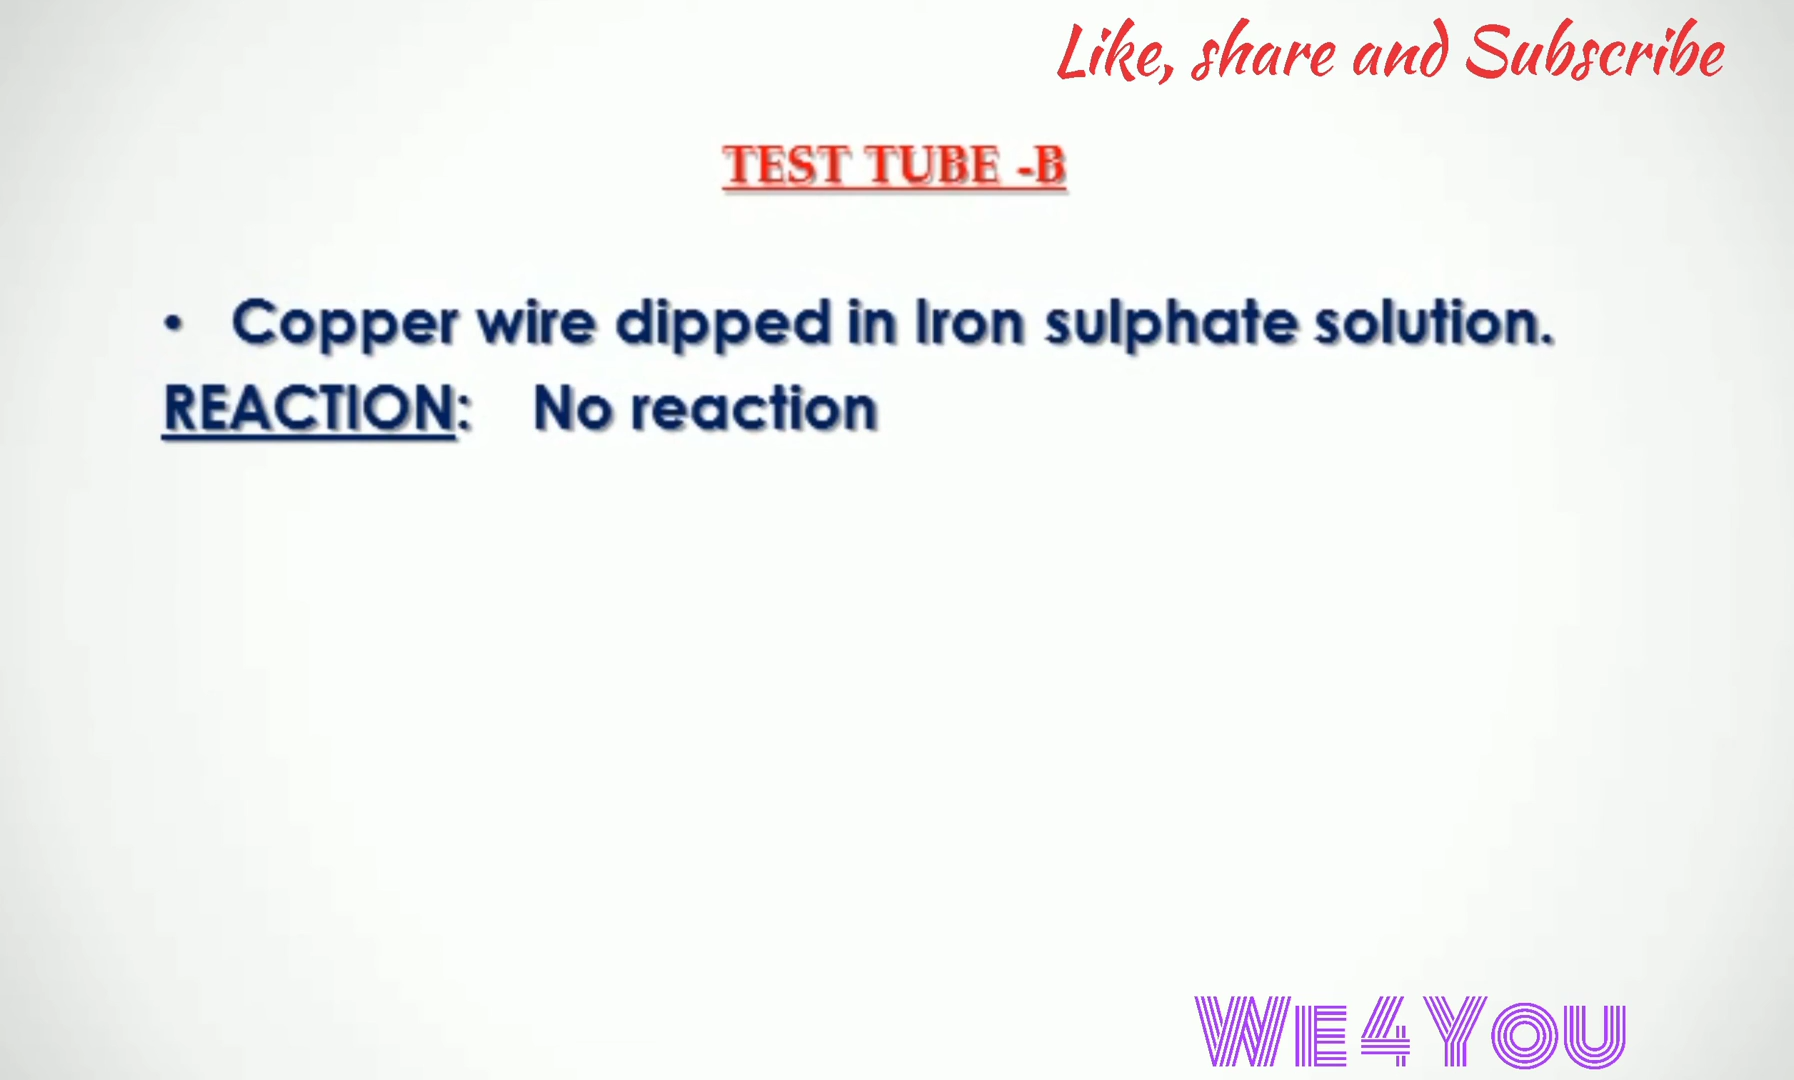 Like, share and Subscribe
TEST TUBE -B
• Copper wire dipped in Iron sulphate solution.
REACTION: No reaction
WE4YOU